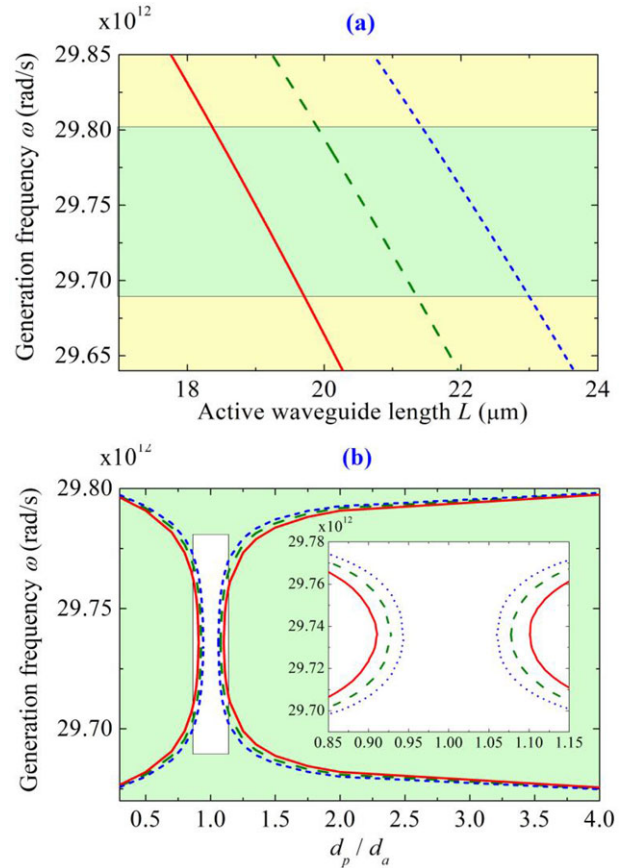 x10^12
(a)
Generation frequency ω (rad/s)
29.85
29.80
29.75
29.70
29.64
18 20 22 24
Active waveguide length L (μm)
x10^12
(b)
Generation frequency ω (rad/s)
29.80
29.76
29.73
29.70
x10^12
29.78
29.76
29.74
29.72
29.70
0.85 0.90 0.95 1.00 1.05 1.10 1.15
0.5 1.0 1.5 2.0 2.5 3.0 3.5 4.0
d_p / d_a